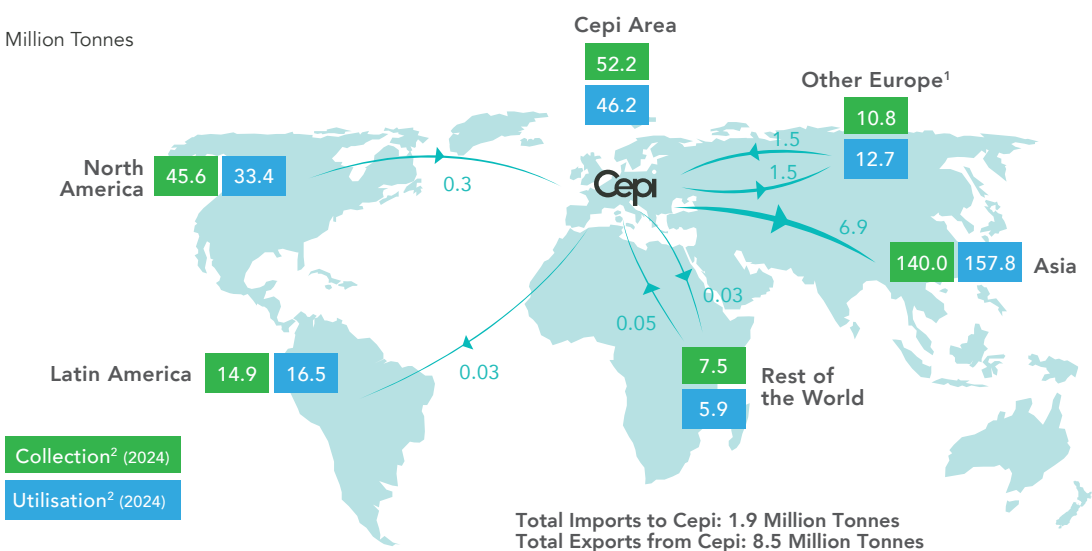 Million Tonnes
Cepi Area
52.2
46.2
Other Europe¹
10.8
12.7
North
America
45.6 33.4
0.3
Cepi
1.5
1.5
6.9
140.0 157.8 Asia
0.03
0.05
Latin America 14.9 16.5
0.03
7.5
5.9
Rest of
the World
Collection² (2024)
Utilisation² (2024)
Total Imports to Cepi: 1.9 Million Tonnes
Total Exports from Cepi: 8.5 Million Tonnes